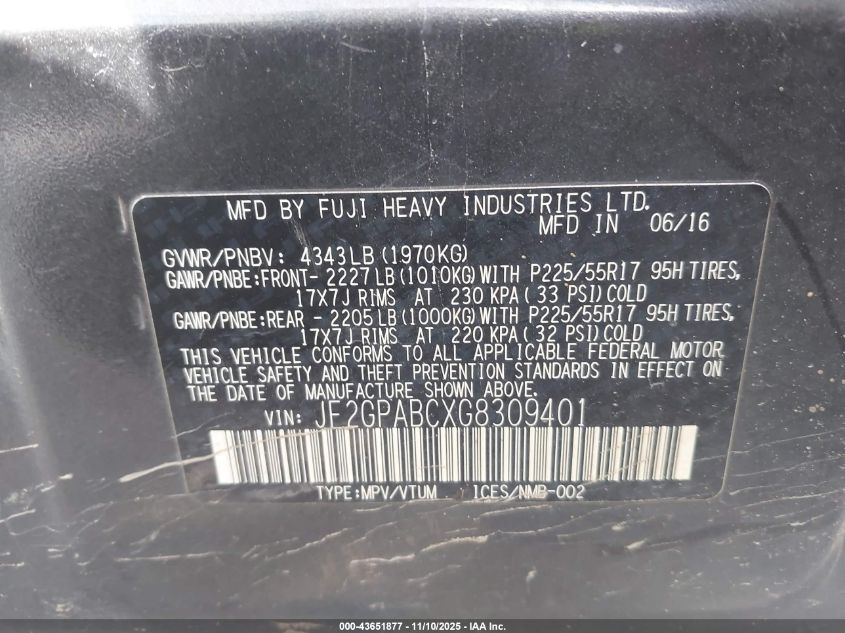 MFD BY FUJI HEAVY INDUSTRIES LTD.
MFD IN 06/16
GVWR/PNBV: 4343LB (1970KG)
GAWR/PNBE:FRONT- 2227LB(1010KG)WITH P225/55R17 95H TIRES,
17X7J RIMS AT 230 KPA(33 PSI)COLD
GAWR/PNBE:REAR - 2205LB(1000KG)WITH P225/55R17 95H TIRES,
17X7J RIMS AT 220 KPA(32 PSI)COLD
THIS VEHICLE CONFORMS TO ALL APPLICABLE FEDERAL MOTOR
VEHICLE SAFETY AND THEFT PREVENTION STANDARDS IN EFFECT ON
THE DATE OF MANUFACTURE SHOWN ABOVE.
VIN: JF2GPABCXG8309401
TYPE:MPV/VTUM ICES/NMB-002
000-43651877 - 11/10/2025 - IAA Inc.